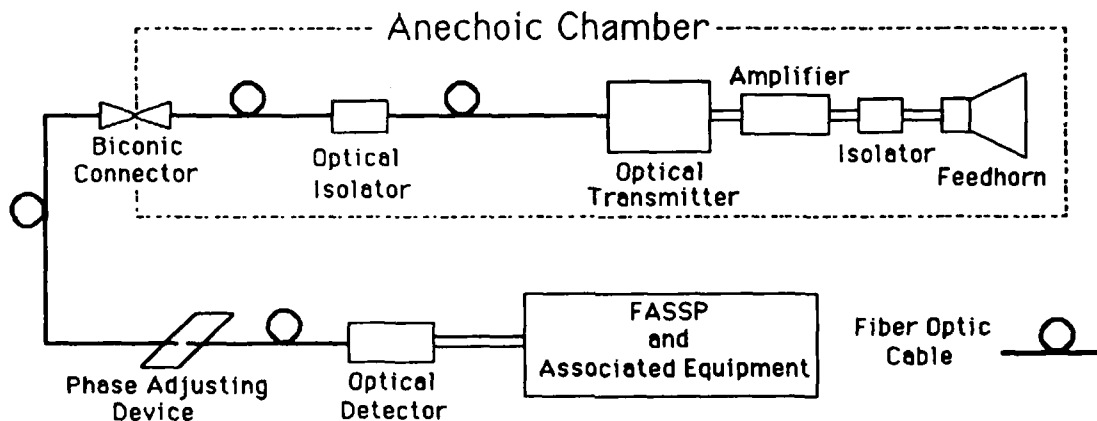 Anechoic Chamber
Amplifier
Biconic
Connector
Optical
Isolator
Optical
Transmitter
Isolator
Feedhorn
FASSP
and
Associated Equipment
Fiber Optic
Cable
Phase Adjusting
Device
Optical
Detector